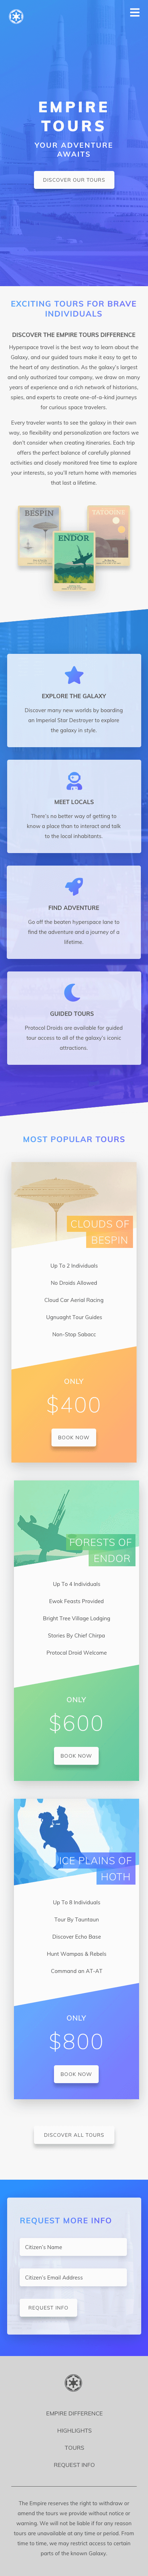 EMPIRE
TOURS
YOUR ADVENTURE
AWAITS
DISCOVER OUR TOURS
EXCITING TOURS FOR BRAVE
INDIVIDUALS
DISCOVER THE EMPIRE TOURS DIFFERENCE
Hyperspace travel is the best way to learn about the
Galaxy, and our guided tours make it easy to get to
the heart of any destination. As the galaxy's largest
and only authorized tour company, we draw on many
years of experience and a rich network of historians,
spies, and experts to create one-of-a-kind journeys
for curious space travelers.
Every traveler wants to see the galaxy in their own
way, so flexibility and personalization are factors we
don't consider when creating itineraries. Each trip
offers the perfect balance of carefully planned
activities and closely monitored free time to explore
your interests, so you'll return home with memories
that last a lifetime.
BESPIN
TATOOINE
ENDOR
EXPLORE THE GALAXY
Discover many new worlds by boarding
an Imperial Star Destroyer to explore
the galaxy in style.
MEET LOCALS
There's no better way of getting to
know a place than to interact and talk
to the local inhabitants.
FIND ADVENTURE
Go off the beaten hyperspace lane to
find the adventure and a journey of a
lifetime.
GUIDED TOURS
Protocol Droids are available for guided
tour access to all of the galaxy's iconic
attractions.
MOST POPULAR TOURS
CLOUDS OF
BESPIN
Up To 2 Individuals
No Droids Allowed
Cloud Car Aerial Racing
Ugnaught Tour Guides
Non-Stop Sabacc
ONLY
$400
BOOK NOW
FORESTS OF
ENDOR
Up To 4 Individuals
Ewok Feasts Provided
Bright Tree Village Lodging
Stories By Chief Chirpa
Protocol Droid Welcome
ONLY
$600
BOOK NOW
ICE PLAINS OF
HOTH
Up To 8 Individuals
Tour By Tauntaun
Discover Echo Base
Hunt Wampas & Rebels
Command an AT-AT
ONLY
$800
BOOK NOW
DISCOVER ALL TOURS
REQUEST MORE INFO
Citizen's Name
Citizen's Email Address
REQUEST INFO
EMPIRE DIFFERENCE
HIGHLIGHTS
TOURS
REQUEST INFO
The Empire reserves the right to withdraw or
amend the tours we provide without notice or
warning. We will not be liable if for any reason
tours are unavailable at any time or period. From
time to time, we may restrict access to certain
parts of the known Galaxy.